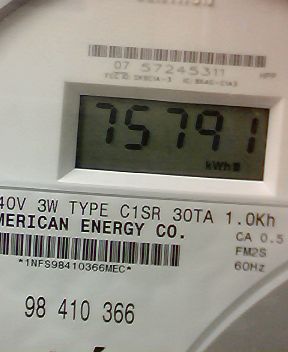 07 57245311
HPP
75791
kWh
40V 3W TYPE C1SR 30TA 1.0Kh
MERICAN ENERGY CO.
CA 0.5
FM2S
60Hz
*1NFS98410366MEC*
98 410 366